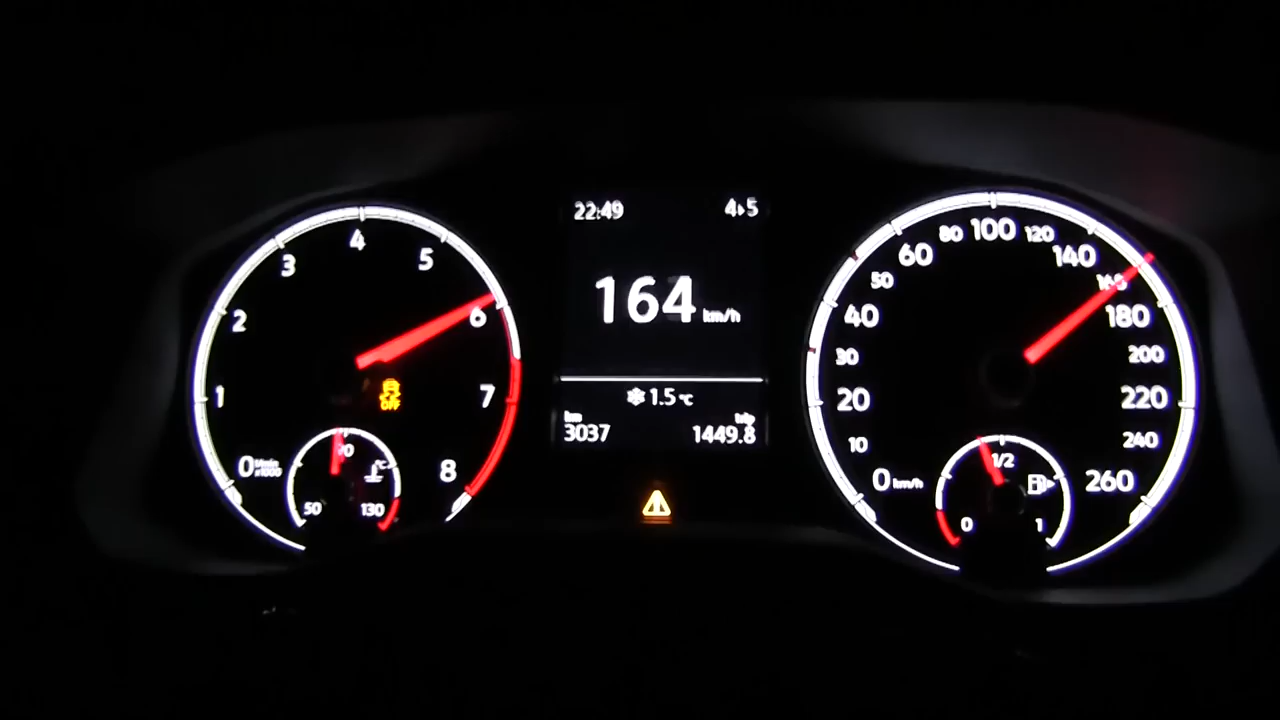 22:49 4▸5
164 km/h
❄ 1.5 °C
km trip
3037 1449.8
0 1 2 3 4 5 6 7 8
1/min x1000
OFF
50 90 130
°C
0 10 20 30 40 50 60 80 100 120 140 160 180 200 220 240 260
km/h
0 1/2 1